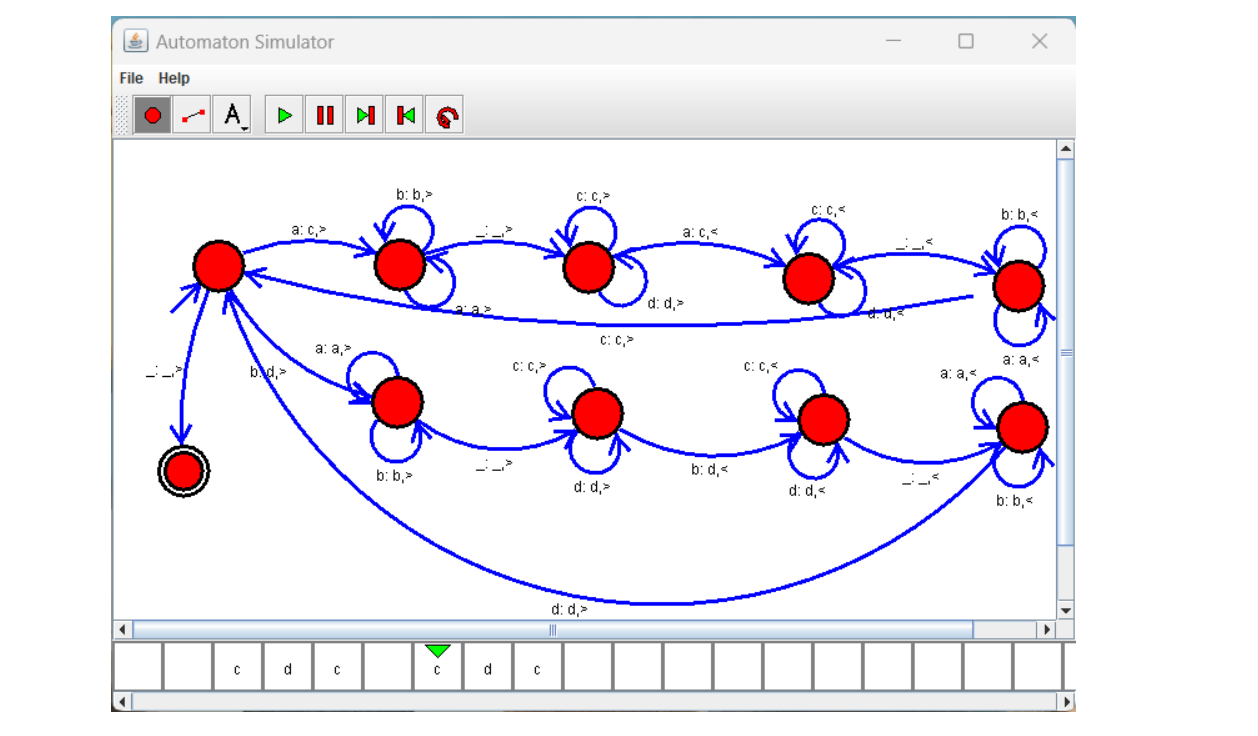 Automaton Simulator
File Help
A
b: b,>
c: c,>
c: c,<
b: b,<
a: c,>
_: _,>
a: c,<
_: _,<
a: a,>
d: d,>
d: d,<
c: c,>
a: a,<
_: _,>
b: d,>
a: a,>
c: c,>
c: c,<
a: a,<
b: b,>
_: _,>
d: d,>
b: d,<
d: d,<
_: _,<
b: b,<
d: d,>
c d c c d c